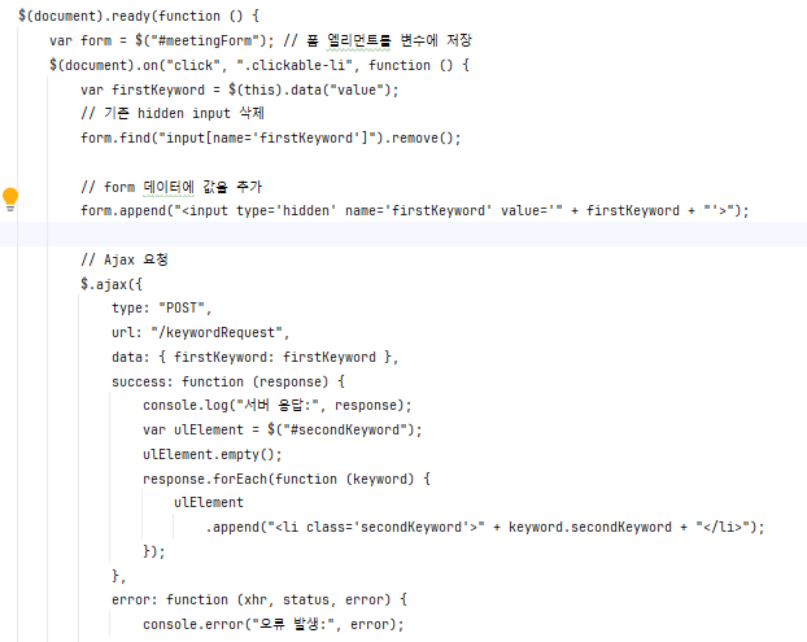 $(document).ready(function () {
var form = $("#meetingForm"); // 폼 엘리먼트를 변수에 저장
$(document).on("click", ".clickable-li", function () {
var firstKeyword = $(this).data("value");
// 기존 hidden input 삭제
form.find("input[name='firstKeyword']").remove();
// form 데이터에 값을 추가
form.append("<input type='hidden' name='firstKeyword' value='" + firstKeyword + "'>");
// Ajax 요청
$.ajax({
type: "POST",
url: "/keywordRequest",
data: { firstKeyword: firstKeyword },
success: function (response) {
console.log("서버 응답:", response);
var ulElement = $("#secondKeyword");
ulElement.empty();
response.forEach(function (keyword) {
ulElement
.append("<li class='secondKeyword'>" + keyword.secondKeyword + "</li>");
});
},
error: function (xhr, status, error) {
console.error("오류 발생:", error);